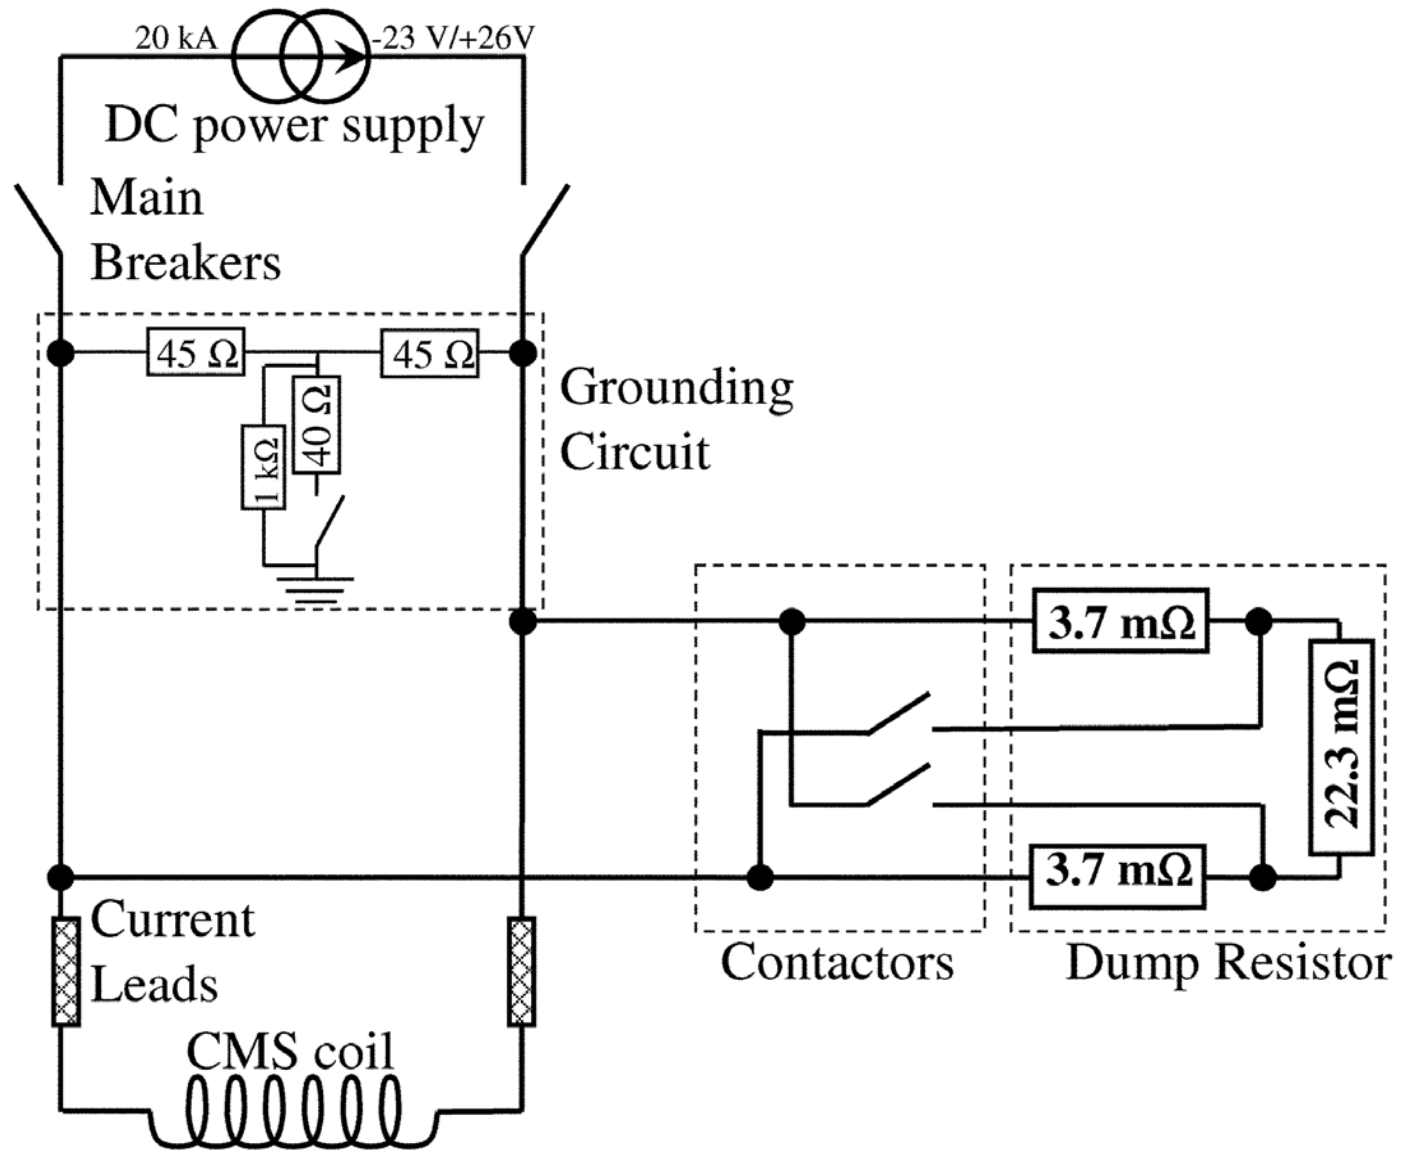 20 kA
-23 V/+26V
DC power supply
Main
Breakers
45 Ω
45 Ω
40 Ω
1 kΩ
Grounding
Circuit
3.7 mΩ
22.3 mΩ
3.7 mΩ
Contactors
Dump Resistor
Current
Leads
CMS coil